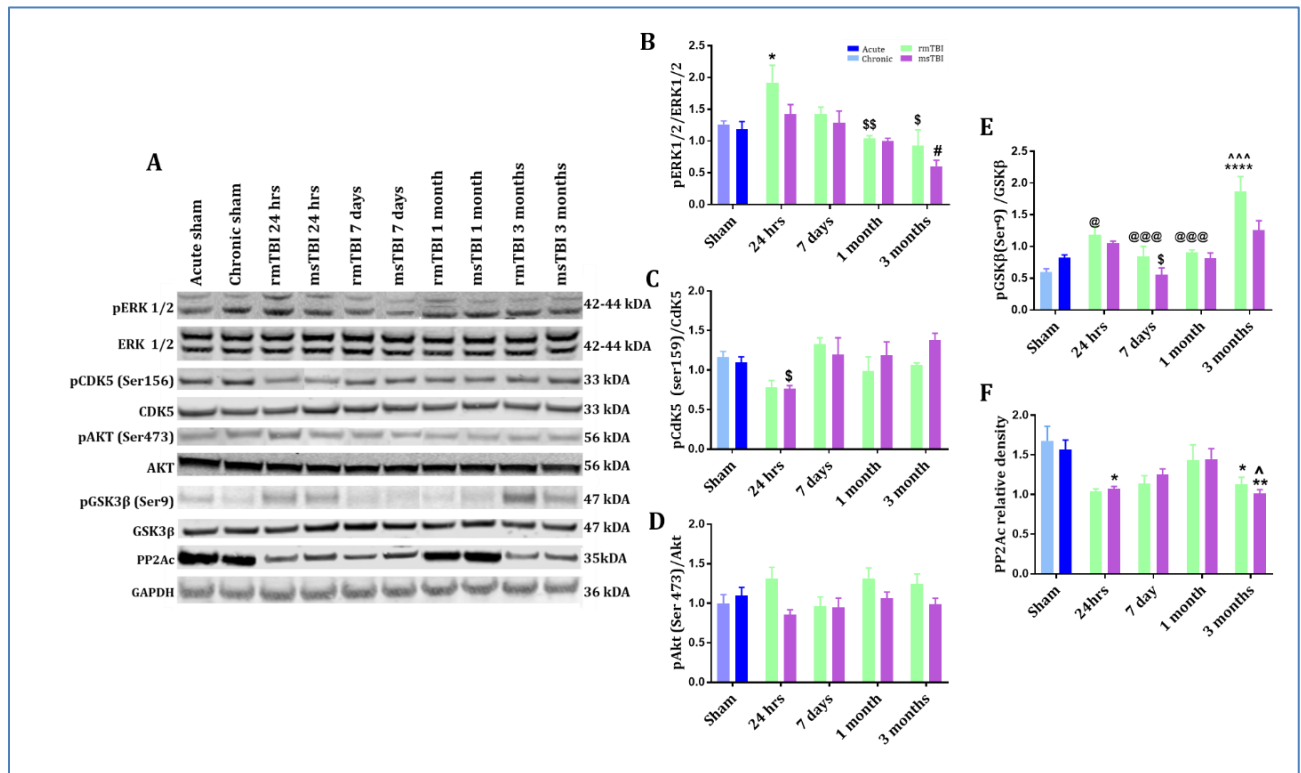 A
Acute sham
Chronic sham
rmTBI 24 hrs
msTBI 24 hrs
rmTBI 7 days
msTBI 7 days
rmTBI 1 month
msTBI 1 month
rmTBI 3 months
msTBI 3 months
pERK 1/2
42-44 kDA
ERK 1/2
42-44 kDA
pCDK5 (Ser156)
33 kDA
CDK5
33 kDA
pAKT (Ser473)
56 kDA
AKT
56 kDA
pGSK3β (Ser9)
47 kDA
GSK3β
47 kDA
PP2Ac
35kDA
GAPDH
36 kDA
B
Acute
rmTBI
Chronic
msTBI
pERK1/2/ERK1/2
2.5
2.0
1.5
1.0
0.5
0.0
*
$$
$
#
Sham
24 hrs
7 days
1 month
3 months
C
pCdK5 (ser159)/CdK5
2.0
1.5
1.0
0.5
0.0
$
Sham
24 hrs
7 days
1 month
3 month
D
pAkt (Ser 473)/Akt
2.0
1.5
1.0
0.5
0.0
Sham
24 hrs
7 days
1 month
3 months
E
pGSKβ(Ser9) /GSKβ
2.5
2.0
1.5
1.0
0.5
0.0
@
@@@
$
@@@
^^^
****
Sham
24 hrs
7 days
1 month
3 months
F
PP2Ac relative density
2.0
1.5
1.0
0.5
0.0
*
*
^
**
Sham
24hrs
7 day
1 month
3 months